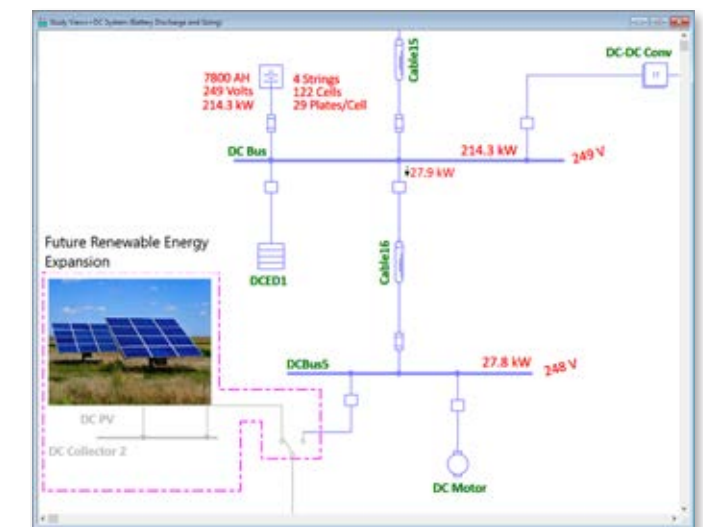 Study View - DC System (Battery Discharge and Sizing)
Cable15
DC-DC Conv
7800 AH
249 Volts
214.3 kW
4 Strings
122 Cells
29 Plates/Cell
DC Bus
214.3 kW
249 V
27.9 kW
Future Renewable Energy
Expansion
DCED1
Cable16
DCBus5
27.8 kW
248 V
DC PV
DC Collector 2
DC Motor